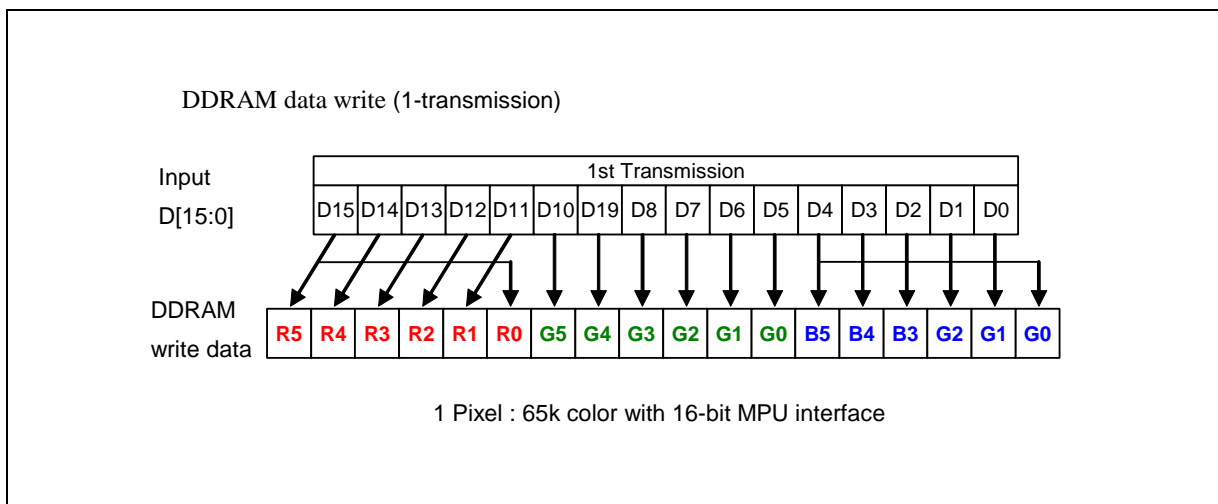 DDRAM data write (1-transmission)
1st Transmission
Input
D[15:0]
D15 D14 D13 D12 D11 D10 D19 D8 D7 D6 D5 D4 D3 D2 D1 D0
DDRAM
write data
R5 R4 R3 R2 R1 R0 G5 G4 G3 G2 G1 G0 B5 B4 B3 G2 G1 G0
1 Pixel : 65k color with 16-bit MPU interface